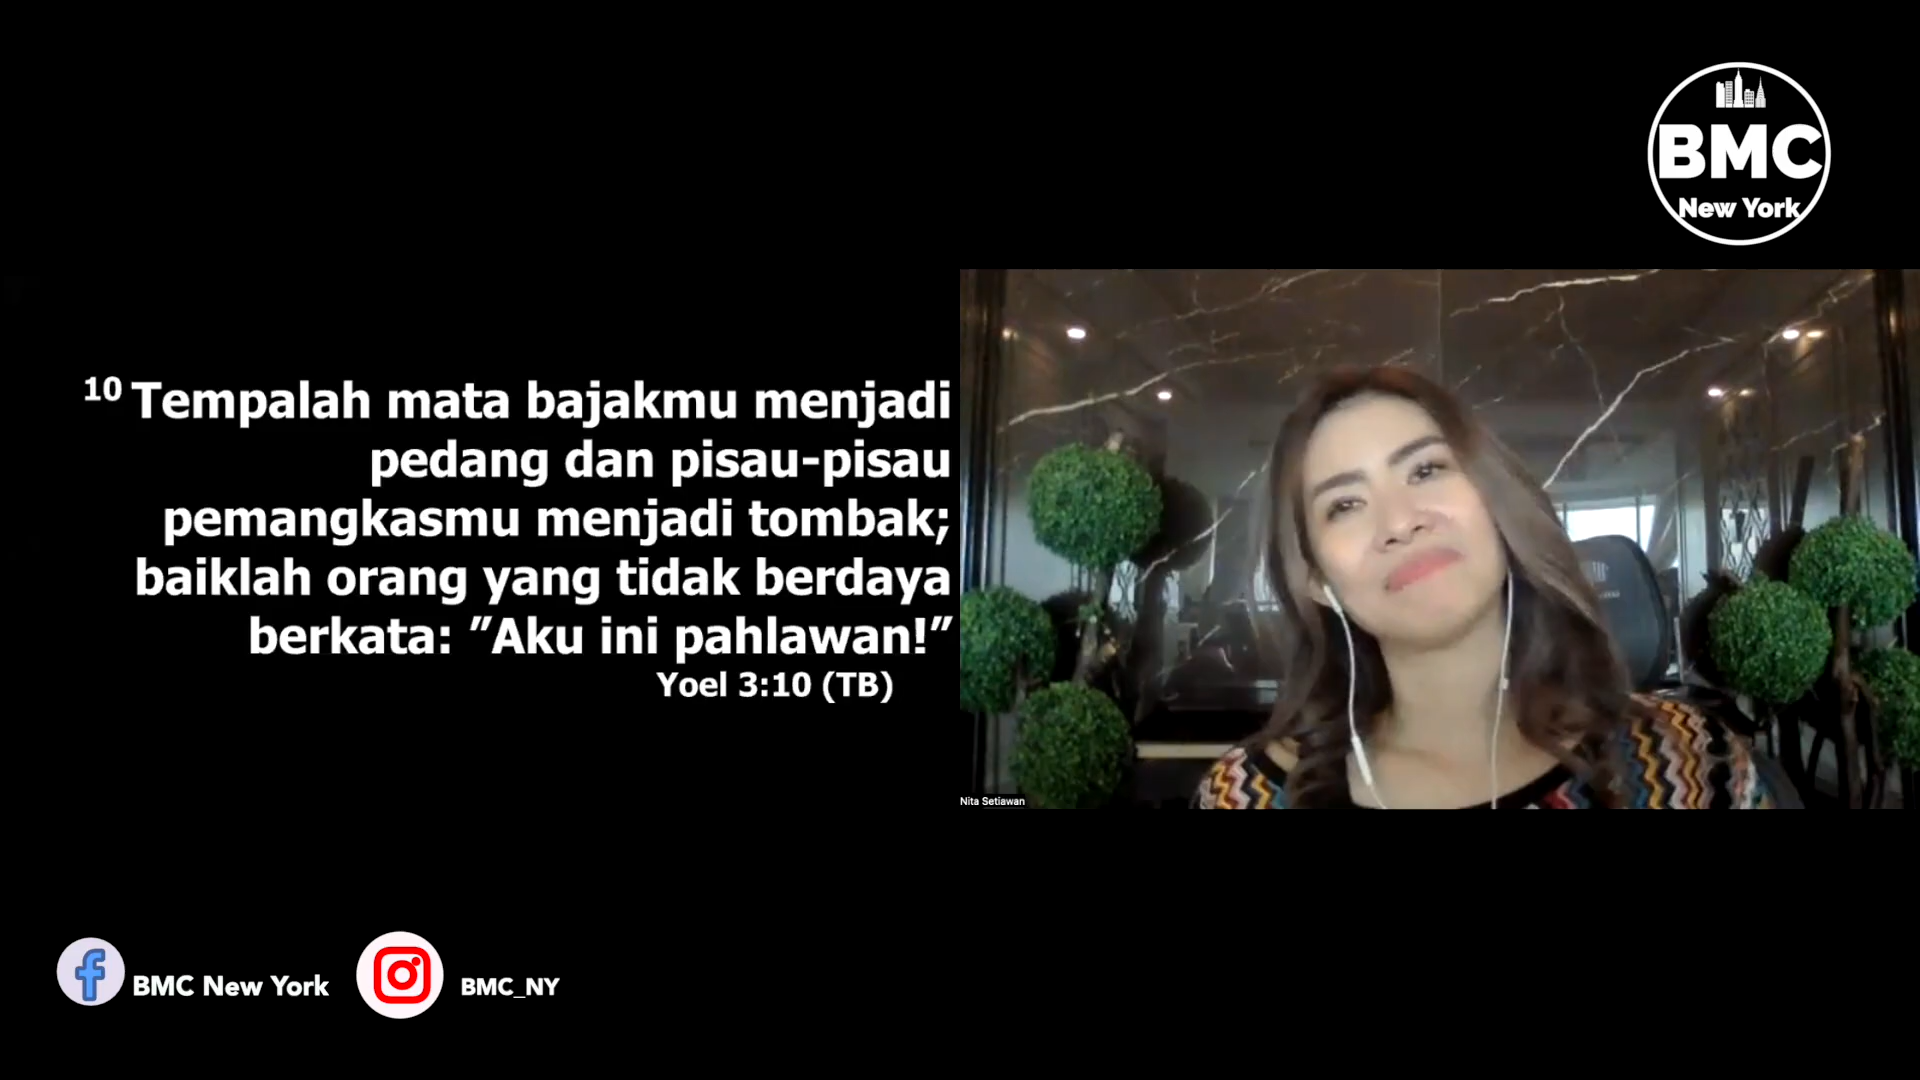 BMC
New York
10 Tempalah mata bajakmu menjadi
pedang dan pisau-pisau
pemangkasmu menjadi tombak;
baiklah orang yang tidak berdaya
berkata: ”Aku ini pahlawan!”
Yoel 3:10 (TB)
Nita Setiawan
BMC New York
BMC_NY